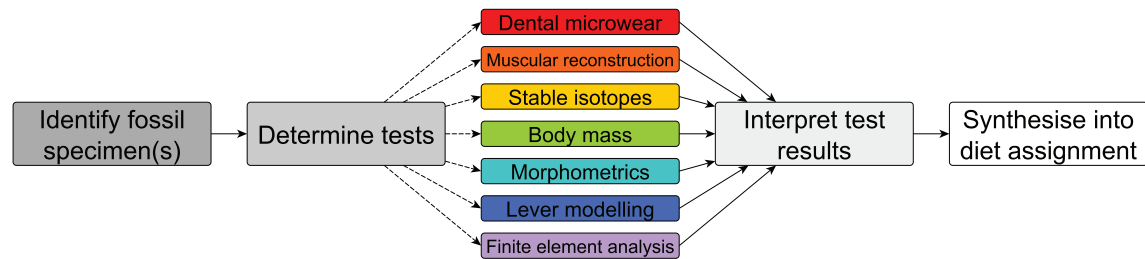 Identify fossil
specimen(s)
Determine tests
Dental microwear
Muscular reconstruction
Stable isotopes
Body mass
Morphometrics
Lever modelling
Finite element analysis
Interpret test
results
Synthesise into
diet assignment